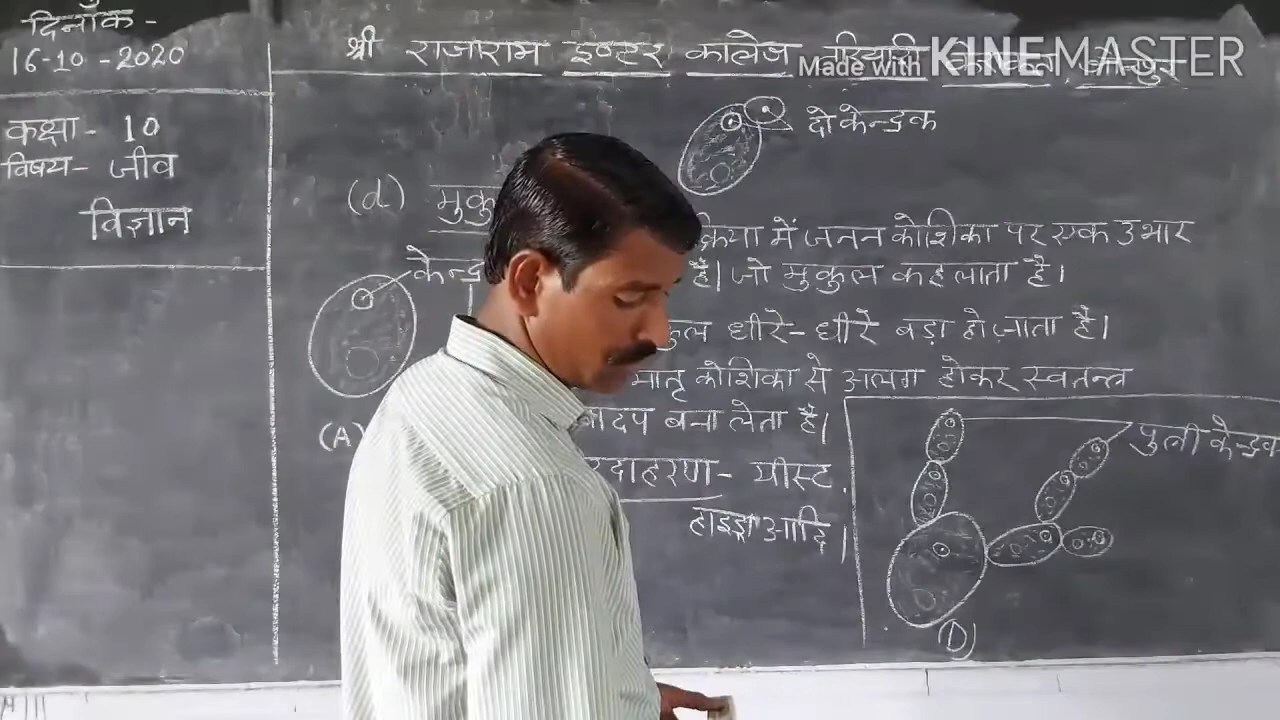 दिनाँक -
16-10-2020
श्री राजाराम इण्टर कालेज
Made with KINEMASTER
कक्षा - 10
विषय - जीव
विज्ञान
दो केन्द्रक
(d)
क्रिया में जनन कोशिका पर एक उभार
है। जो मुकुल कहलाता है।
धीरे-धीरे बड़ा हो जाता है।
मातृ कोशिका से अलग होकर स्वतन्त्र
बना लेता है।
(A)
पुत्री केन्द्रक
उदाहरण - यीस्ट,
हाइड्रा आदि।
(D)